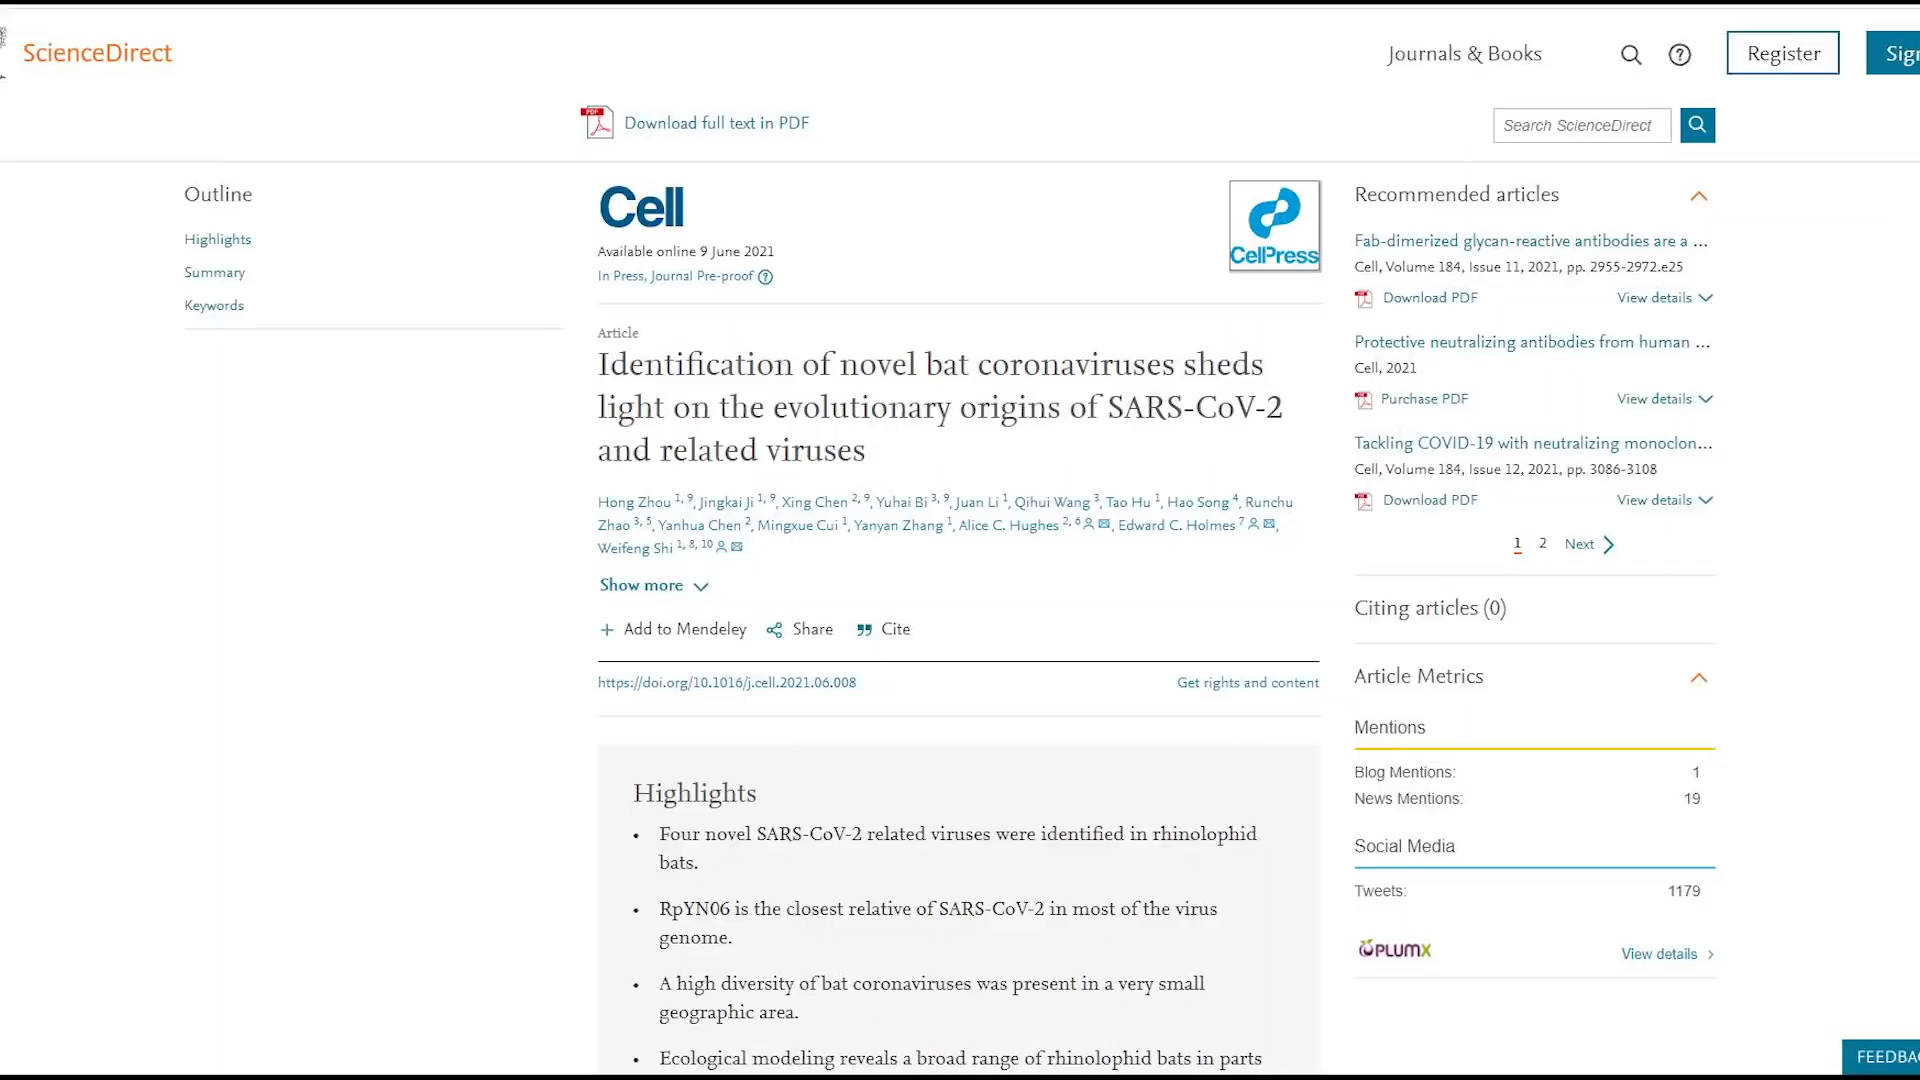 ScienceDirect
Journals & Books
Register
Sig
PDF
Download full text in PDF
Search ScienceDirect
Outline
Highlights
Summary
Keywords
Cell
Available online 9 June 2021
In Press, Journal Pre-proof ?
CellPress
Article
Identification of novel bat coronaviruses sheds
light on the evolutionary origins of SARS-CoV-2
and related viruses
Hong Zhou 1, 9, Jingkai Ji 1, 9, Xing Chen 2, 9, Yuhai Bi 3, 9, Juan Li 1, Qihui Wang 3, Tao Hu 1, Hao Song 4, Runchu
Zhao 3, 5, Yanhua Chen 2, Mingxue Cui 1, Yanyan Zhang 1, Alice C. Hughes 2, 6, Edward C. Holmes 7,
Weifeng Shi 1, 8, 10
Show more
+ Add to Mendeley Share Cite
https://doi.org/10.1016/j.cell.2021.06.008
Get rights and content
Highlights
• Four novel SARS-CoV-2 related viruses were identified in rhinolophid
bats.
• RpYN06 is the closest relative of SARS-CoV-2 in most of the virus
genome.
• A high diversity of bat coronaviruses was present in a very small
geographic area.
• Ecological modeling reveals a broad range of rhinolophid bats in parts
Recommended articles
Fab-dimerized glycan-reactive antibodies are a ...
Cell, Volume 184, Issue 11, 2021, pp. 2955-2972.e25
Download PDF View details
Protective neutralizing antibodies from human ...
Cell, 2021
Purchase PDF View details
Tackling COVID-19 with neutralizing monoclon...
Cell, Volume 184, Issue 12, 2021, pp. 3086-3108
Download PDF View details
1 2 Next
Citing articles (0)
Article Metrics
Mentions
Blog Mentions: 1
News Mentions: 19
Social Media
Tweets: 1179
PLUMX
View details
FEEDBA